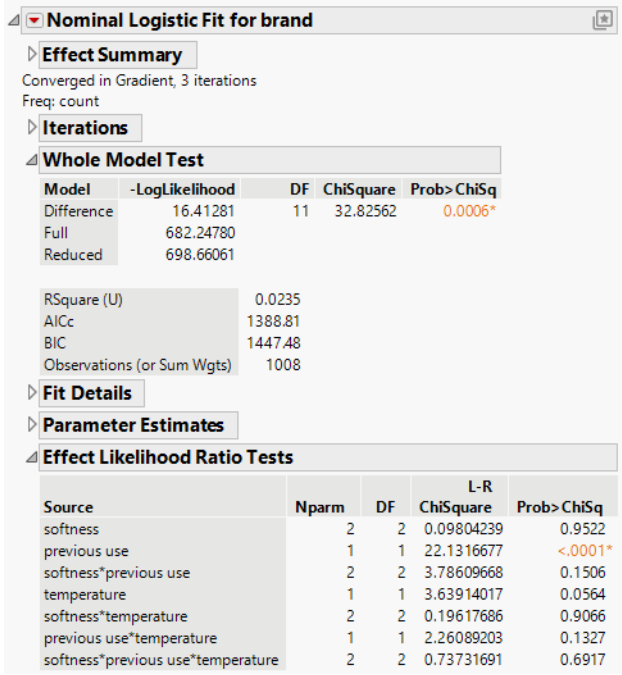 Nominal Logistic Fit for brand
Effect Summary
Converged in Gradient, 3 iterations
Freq: count
Iterations
Whole Model Test
Model -LogLikelihood DF ChiSquare Prob>ChiSq
Difference 16.41281 11 32.82562 0.0006*
Full 682.24780
Reduced 698.66061
RSquare (U) 0.0235
AICc 1388.81
BIC 1447.48
Observations (or Sum Wgts) 1008
Fit Details
Parameter Estimates
Effect Likelihood Ratio Tests
L-R
Source Nparm DF ChiSquare Prob>ChiSq
softness 2 2 0.09804239 0.9522
previous use 1 1 22.1316677 <.0001*
softness*previous use 2 2 3.78609668 0.1506
temperature 1 1 3.63914017 0.0564
softness*temperature 2 2 0.19617686 0.9066
previous use*temperature 1 1 2.26089203 0.1327
softness*previous use*temperature 2 2 0.73731691 0.6917